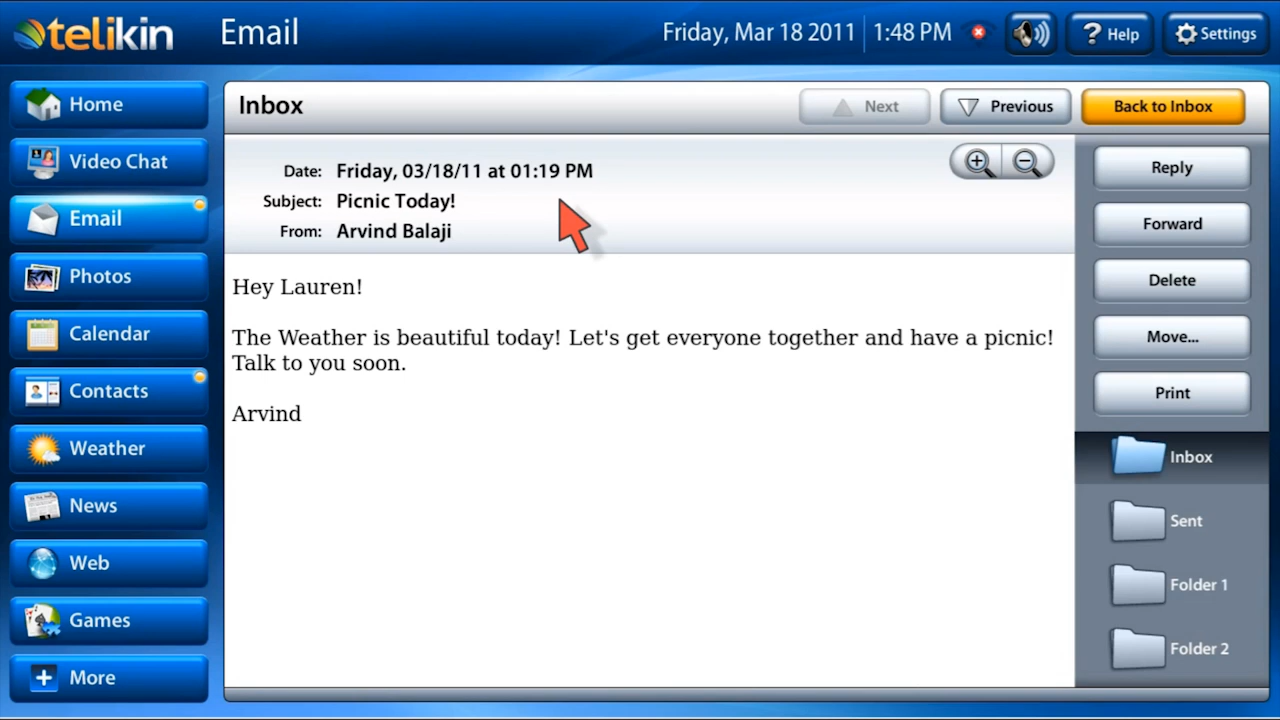 telikin
Email
Friday, Mar 18 2011
1:48 PM
? Help
Settings
Home
Video Chat
Email
Photos
Calendar
Contacts
Weather
News
Web
Games
More
Inbox
Next
Previous
Back to Inbox
Date: Friday, 03/18/11 at 01:19 PM
Subject: Picnic Today!
From: Arvind Balaji
Hey Lauren!
The Weather is beautiful today! Let's get everyone together and have a picnic!
Talk to you soon.
Arvind
Reply
Forward
Delete
Move...
Print
Inbox
Sent
Folder 1
Folder 2